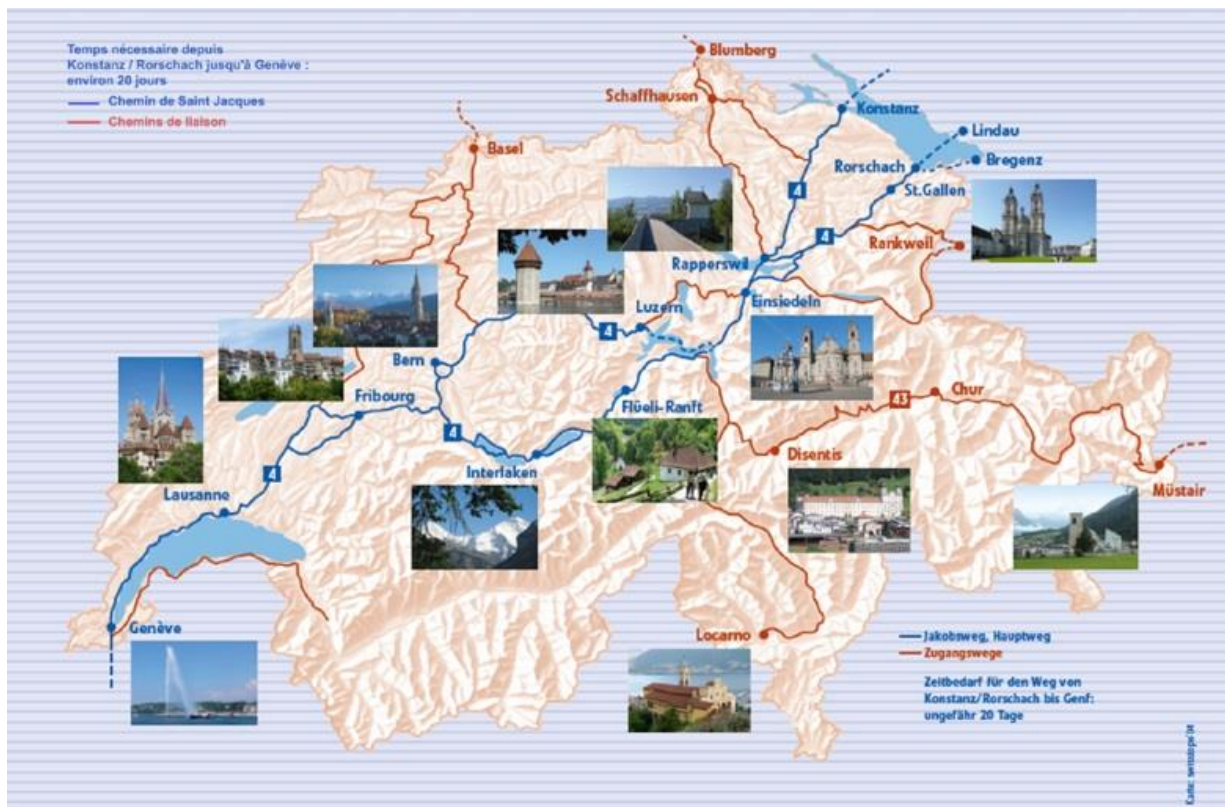 Temps nécessaire depuis
Konstanz / Rorschach jusqu'à Genève :
environ 20 jours
Chemin de Saint Jacques
Chemins de liaison
Blumberg
Schaffhausen
Konstanz
Basel
Lindau
Rorschach
Bregenz
4
St.Gallen
4
Rankweil
Rapperswil
Einsiedeln
Luzern
4
Bern
Flüeli-Ranft
43
Chur
Fribourg
4
Disentis
4
Interlaken
Müstair
Lausanne
Genève
Locarno
Jakobsweg, Hauptweg
Zugangswege
Zeitbedarf für den Weg von
Konstanz/Rorschach bis Genf:
ungefähr 20 Tage
Karte: swisstopo